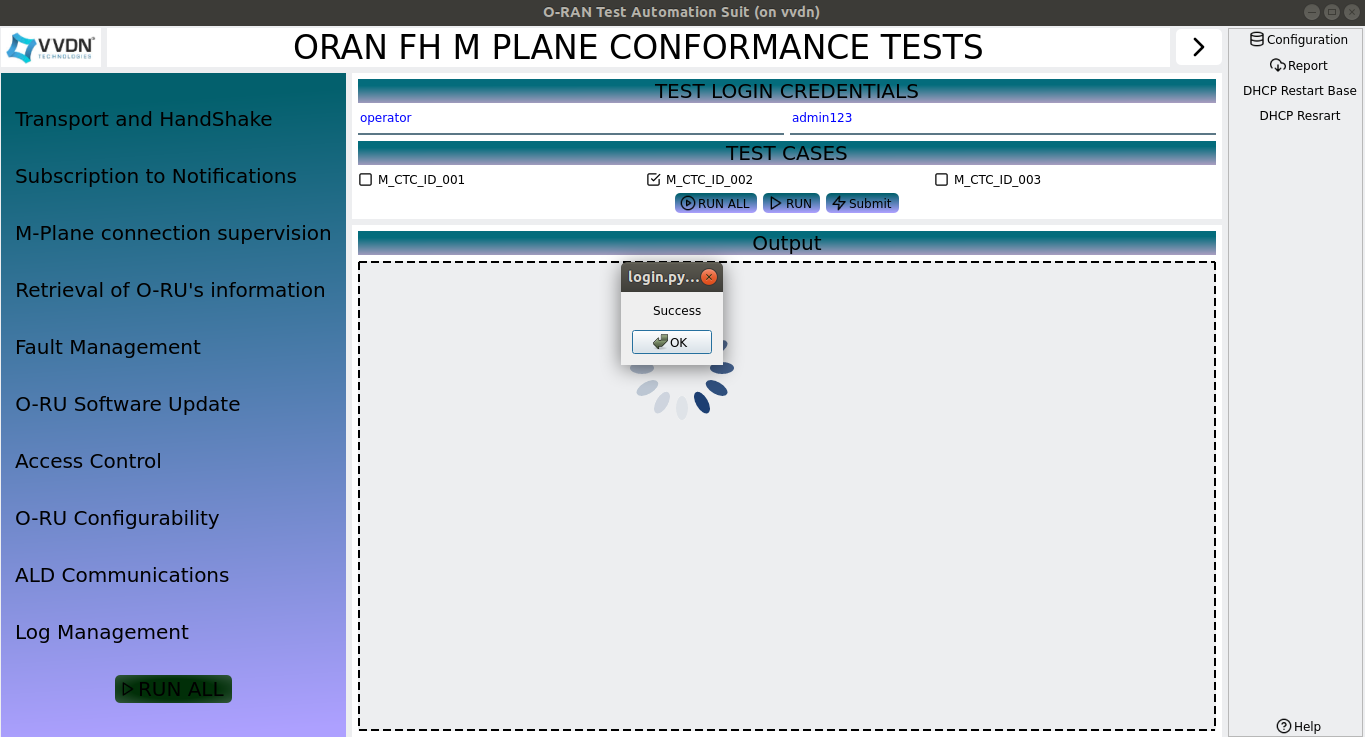 O-RAN Test Automation Suit (on vvdn)
VVDN
TECHNOLOGIES
ORAN FH M PLANE CONFORMANCE TESTS
Configuration
Report
DHCP Restart Base
DHCP Resrart
Transport and HandShake
Subscription to Notifications
M-Plane connection supervision
Retrieval of O-RU's information
Fault Management
O-RU Software Update
Access Control
O-RU Configurability
ALD Communications
Log Management
RUN ALL
TEST LOGIN CREDENTIALS
operator admin123
TEST CASES
M_CTC_ID_001 M_CTC_ID_002 M_CTC_ID_003
RUN ALL RUN Submit
Output
login.py...
Success
OK
Help